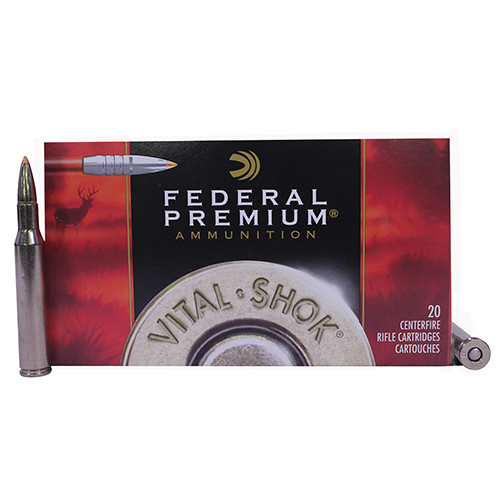 FEDERAL
PREMIUM®
AMMUNITION
VITAL·SHOK®
20
CENTERFIRE
RIFLE CARTRIDGES
CARTOUCHES